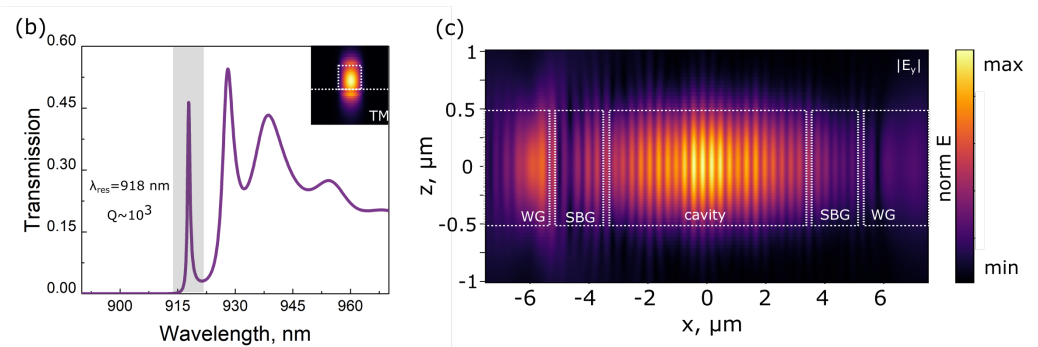 (b)
0.60
0.45
0.30
0.15
0.00
Transmission
λres=918 nm
Q~10³
TM
900
915
930
945
960
Wavelength, nm
(c)
1
0.5
0
-0.5
-1
z, μm
|Ey|
WG
SBG
cavity
SBG
WG
-6
-4
-2
0
2
4
6
x, μm
max
norm E
min